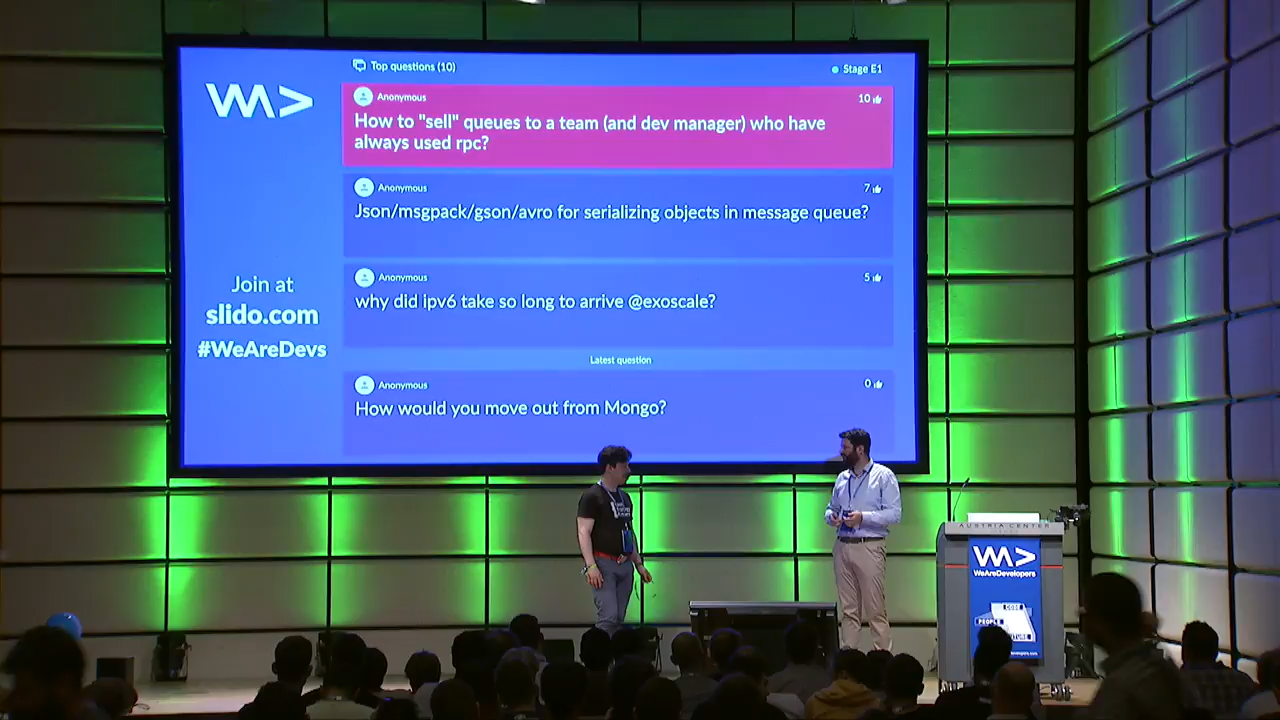 Top questions (10)
Stage E1
Anonymous
10
How to "sell" queues to a team (and dev manager) who have
always used rpc?
Anonymous
7
Json/msgpack/gson/avro for serializing objects in message queue?
Anonymous
5
why did ipv6 take so long to arrive @exoscale?
Latest question
Anonymous
0
How would you move out from Mongo?
Join at
slido.com
#WeAreDevs
AUSTRIA CENTER
WeAreDevelopers
CODE
PEOPLE